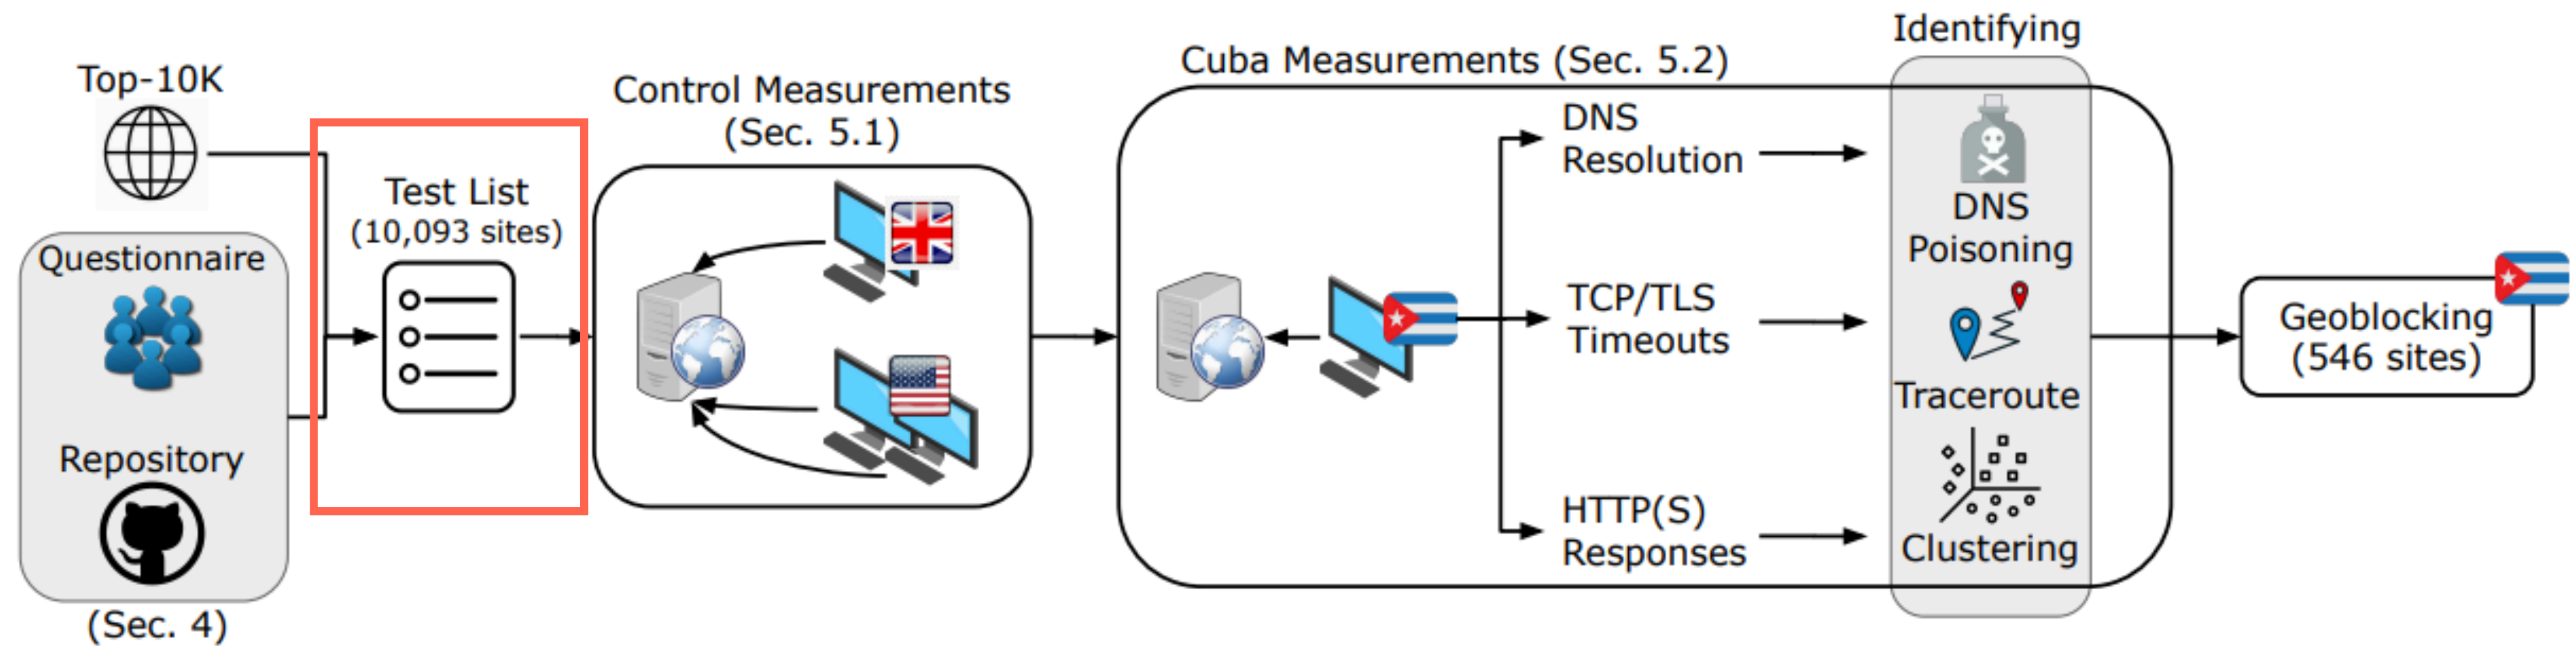 Top-10K
Questionnaire
Repository
(Sec. 4)
Test List
(10,093 sites)
Control Measurements
(Sec. 5.1)
Cuba Measurements (Sec. 5.2)
DNS
Resolution
TCP/TLS
Timeouts
HTTP(S)
Responses
Identifying
DNS
Poisoning
Traceroute
Clustering
Geoblocking
(546 sites)